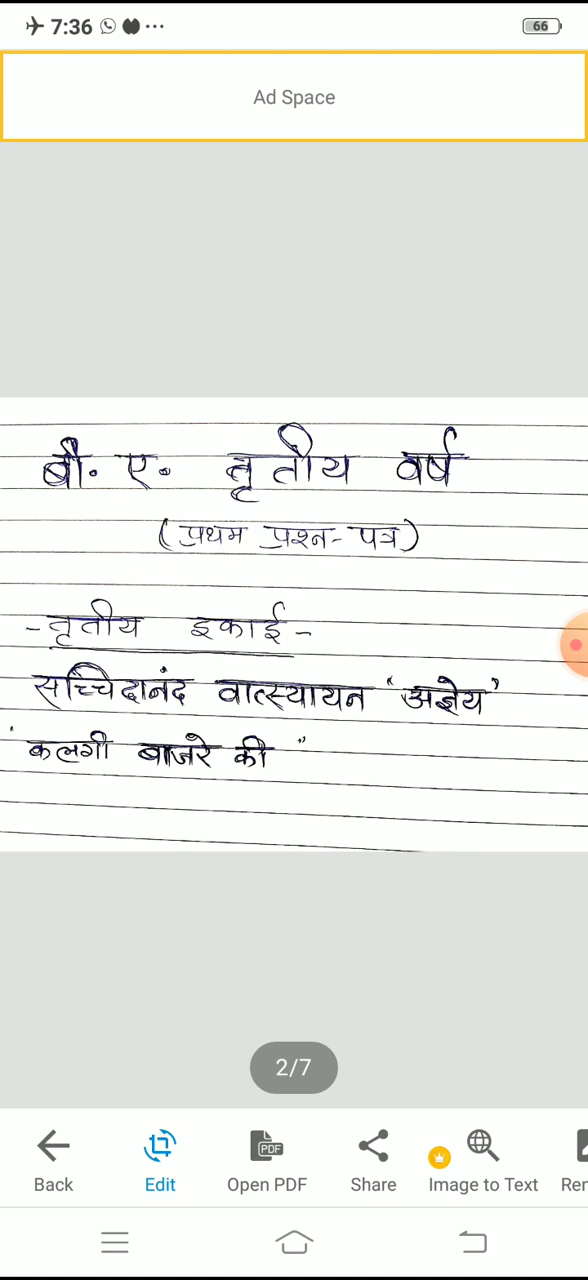 7:36
66
Ad Space
बी. ए. तृतीय वर्ष
(प्रथम प्रश्न-पत्र)
-तृतीय इकाई-
सच्चिदानंद वात्स्यायन "अज्ञेय"
'कलगी बाजरे की "
2/7
Back
Edit
PDF
Open PDF
Share
Image to Text
Rer